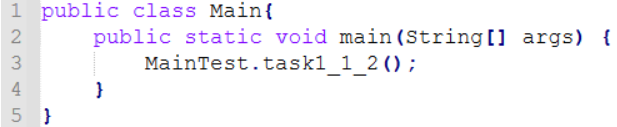 1 public class Main{
2     public static void main(String[] args) {
3         MainTest.task1_1_2();
4     }
5 }